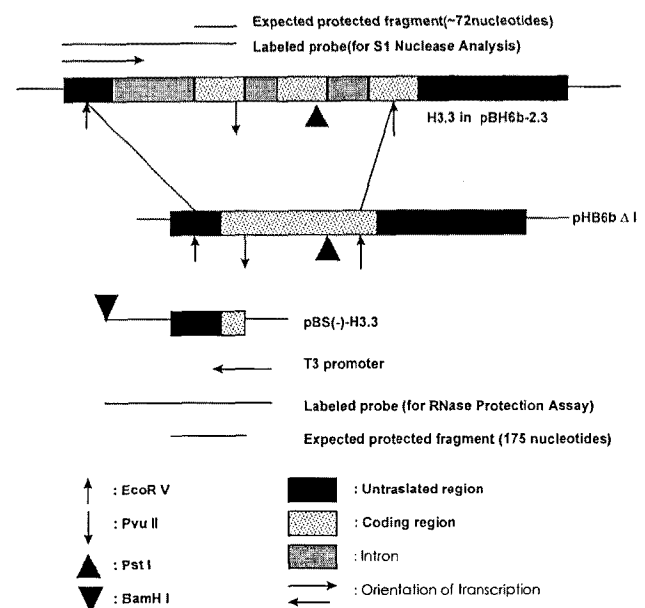 Expected protected fragment(~72nucleotides)
Labeled probe(for S1 Nuclease Analysis)
H3.3 in pBH6b-2.3
pHB6b Δ I
pBS(-)-H3.3
T3 promoter
Labeled probe (for RNase Protection Assay)
Expected protected fragment (175 nucleotides)
: EcoR V
: Pvu II
: Pst I
: BamH I
: Untraslated region
: Coding region
: Intron
: Orientation of transcription